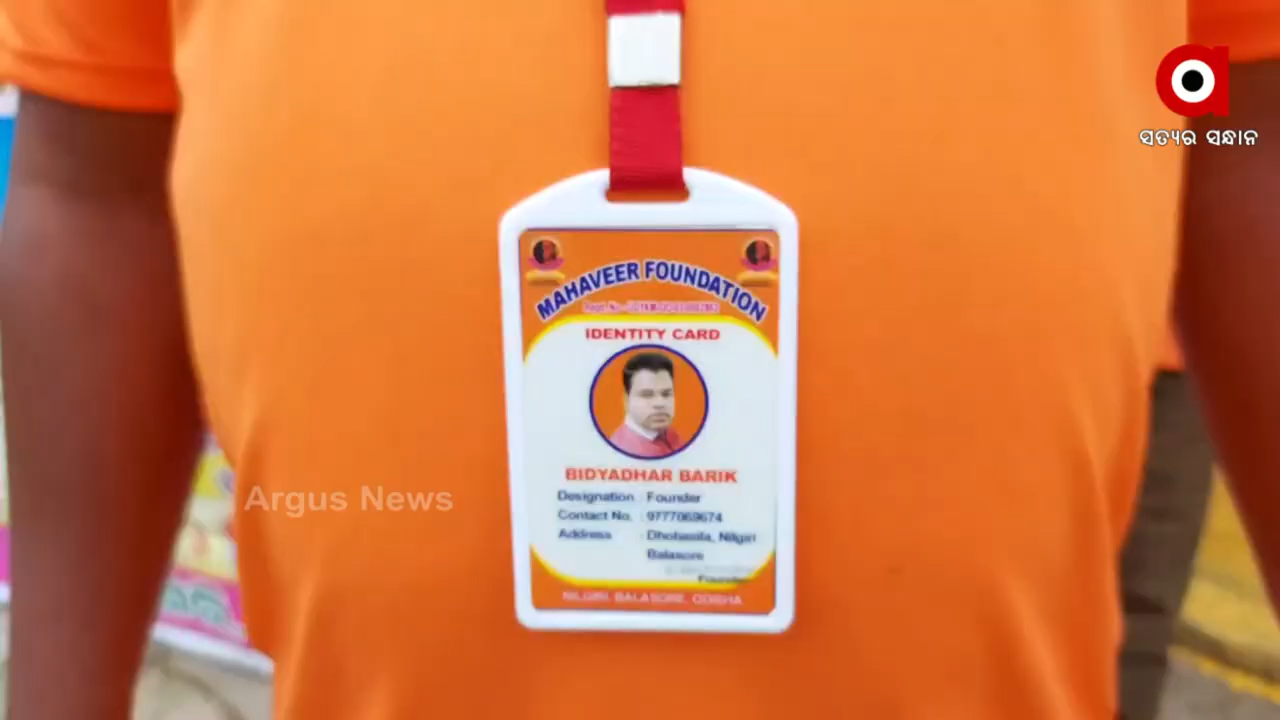 ସତ୍ୟର ସନ୍ଧାନ
MAHAVEER FOUNDATION
IDENTITY CARD
BIDYADHAR BARIK
Designation : Founder
Contact No. : 9777069674
Address : Nilgiri
Balasore
Founder
NILGIRI, BALASORE, ODISHA
Argus News